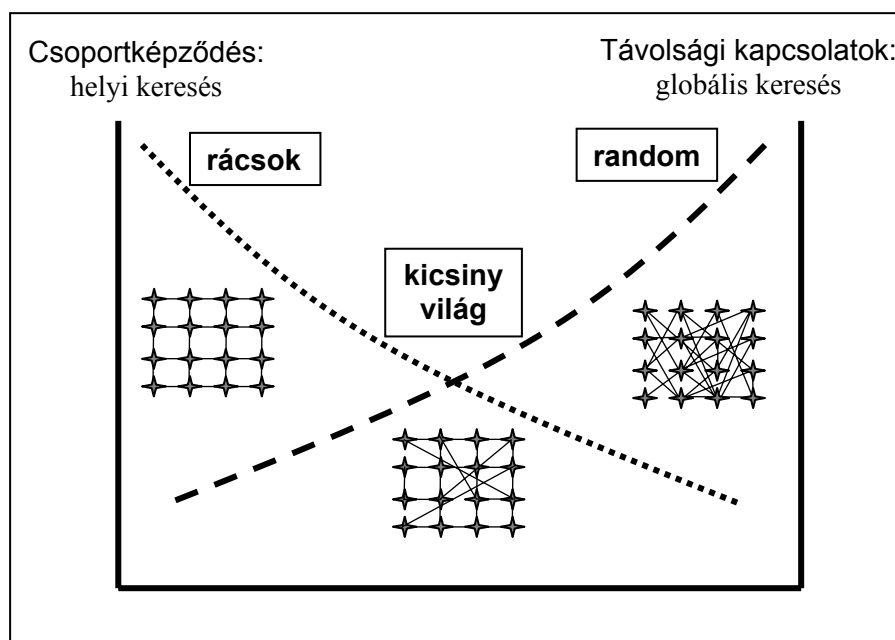 Csoportképződés:
helyi keresés
Távolsági kapcsolatok:
globális keresés
rácsok
random
kicsiny
világ